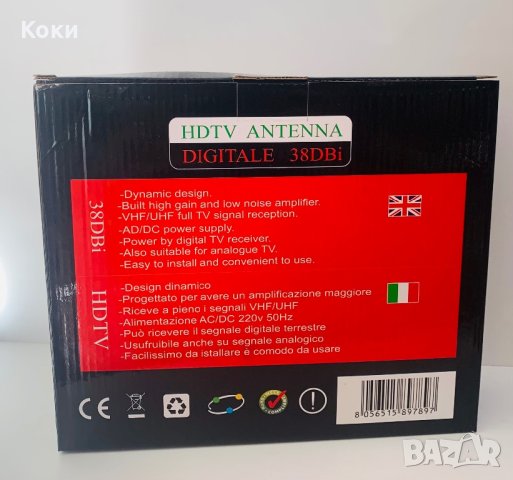 Коки
HDTV ANTENNA
DIGITALE 38DBi
38DBi HDTV
-Dynamic design.
-Built high gain and low noise amplifier.
-VHF/UHF full TV signal reception.
-AD/DC power supply.
-Power by digital TV receiver.
-Also suitable for analogue TV.
-Easy to install and convenient to use.
-Design dinamico
-Progettato per avere un amplificazione maggiore
-Riceve a pieno i segnali VHF/UHF
-Alimentazione AC/DC 220v 50Hz
-Può ricevere il segnale digitale terrestre
-Usufruibile anche su segnale analogico
-Facilissimo da istallare è comodo da usare
CE
8 056515 897897
BAZAR